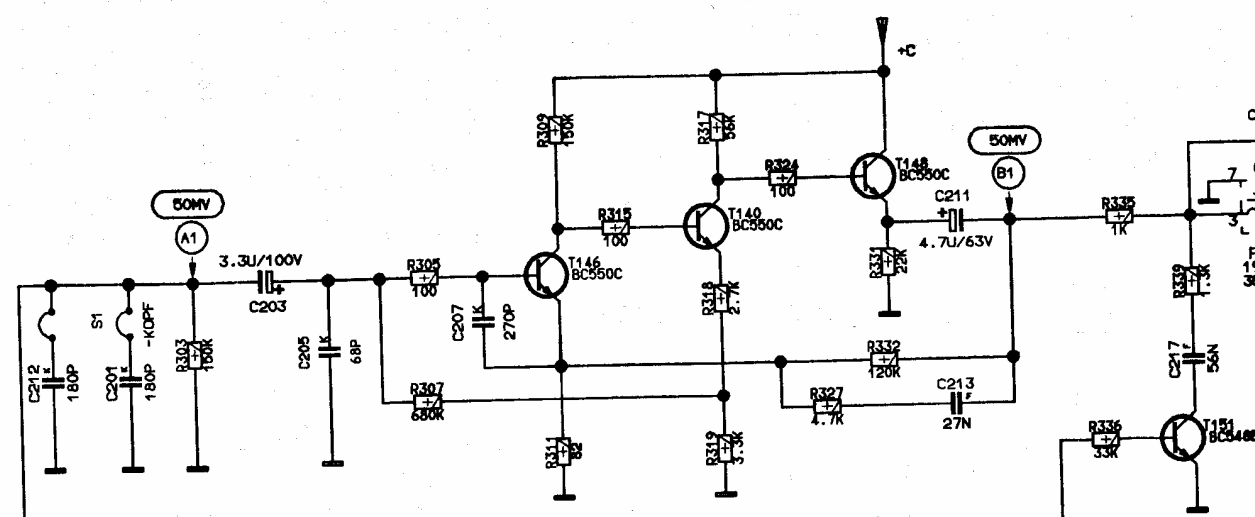 +C
R309
150K
R317
56K
R324
100
T148
BC550C
50MV
B1
C211
4.7U/63V
R335
1K
7
3
50MV
A1
R315
100
T140
BC550C
3.3U/100V
C203
R305
100
T146
BC550C
R318
2.7K
R331
22K
R339
1.3K
S1
-KOPF
C207
270P
C212
180P
C201
180P
R303
150K
C205
68P
R332
120K
C217
F
56N
R307
680K
R327
4.7K
C213
F
27N
R311
82
R319
3.3K
R336
33K
T151
BC548B